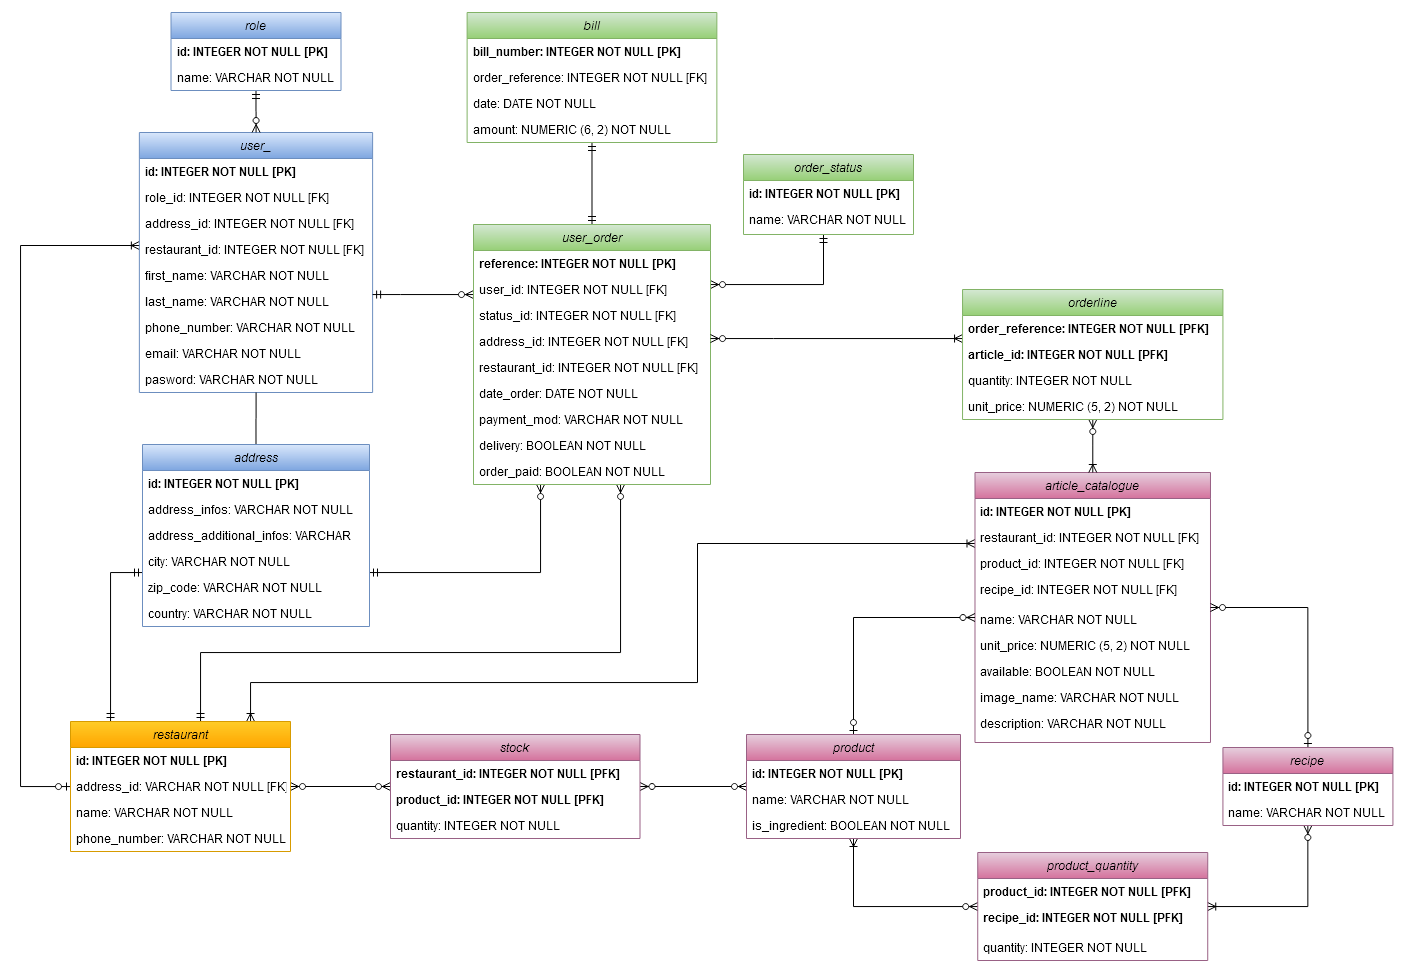 role
id: INTEGER NOT NULL [PK]
name: VARCHAR NOT NULL
bill
bill_number: INTEGER NOT NULL [PK]
order_reference: INTEGER NOT NULL [FK]
date: DATE NOT NULL
amount: NUMERIC (6, 2) NOT NULL
user_
id: INTEGER NOT NULL [PK]
role_id: INTEGER NOT NULL [FK]
address_id: INTEGER NOT NULL [FK]
restaurant_id: INTEGER NOT NULL [FK]
first_name: VARCHAR NOT NULL
last_name: VARCHAR NOT NULL
phone_number: VARCHAR NOT NULL
email: VARCHAR NOT NULL
pasword: VARCHAR NOT NULL
order_status
id: INTEGER NOT NULL [PK]
name: VARCHAR NOT NULL
user_order
reference: INTEGER NOT NULL [PK]
user_id: INTEGER NOT NULL [FK]
status_id: INTEGER NOT NULL [FK]
address_id: INTEGER NOT NULL [FK]
restaurant_id: INTEGER NOT NULL [FK]
date_order: DATE NOT NULL
payment_mod: VARCHAR NOT NULL
delivery: BOOLEAN NOT NULL
order_paid: BOOLEAN NOT NULL
orderline
order_reference: INTEGER NOT NULL [PFK]
article_id: INTEGER NOT NULL [PFK]
quantity: INTEGER NOT NULL
unit_price: NUMERIC (5, 2) NOT NULL
address
id: INTEGER NOT NULL [PK]
address_infos: VARCHAR NOT NULL
address_additional_infos: VARCHAR
city: VARCHAR NOT NULL
zip_code: VARCHAR NOT NULL
country: VARCHAR NOT NULL
article_catalogue
id: INTEGER NOT NULL [PK]
restaurant_id: INTEGER NOT NULL [FK]
product_id: INTEGER NOT NULL [FK]
recipe_id: INTEGER NOT NULL [FK]
name: VARCHAR NOT NULL
unit_price: NUMERIC (5, 2) NOT NULL
available: BOOLEAN NOT NULL
image_name: VARCHAR NOT NULL
description: VARCHAR NOT NULL
restaurant
id: INTEGER NOT NULL [PK]
address_id: VARCHAR NOT NULL [FK]
name: VARCHAR NOT NULL
phone_number: VARCHAR NOT NULL
stock
restaurant_id: INTEGER NOT NULL [PFK]
product_id: INTEGER NOT NULL [PFK]
quantity: INTEGER NOT NULL
product
id: INTEGER NOT NULL [PK]
name: VARCHAR NOT NULL
is_ingredient: BOOLEAN NOT NULL
recipe
id: INTEGER NOT NULL [PK]
name: VARCHAR NOT NULL
product_quantity
product_id: INTEGER NOT NULL [PFK]
recipe_id: INTEGER NOT NULL [PFK]
quantity: INTEGER NOT NULL